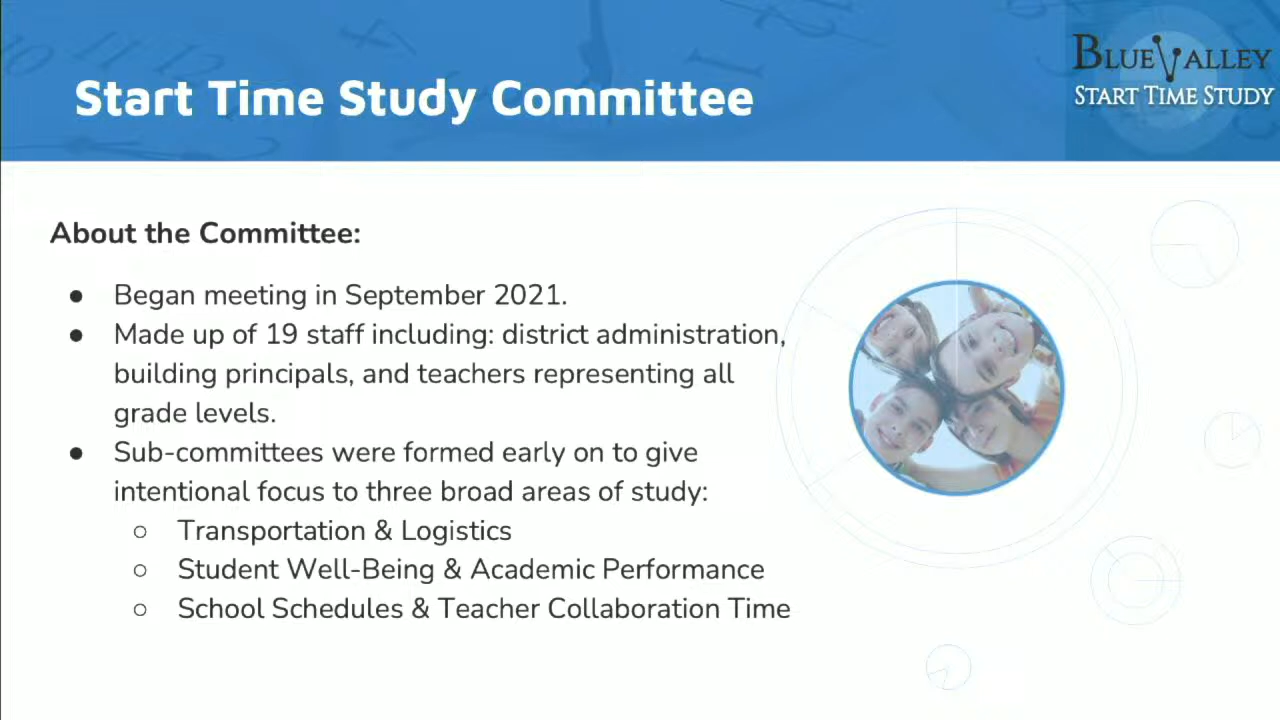 BLUE VALLEY
START TIME STUDY
Start Time Study Committee
About the Committee:
● Began meeting in September 2021.
● Made up of 19 staff including: district administration,
building principals, and teachers representing all
grade levels.
● Sub-committees were formed early on to give
intentional focus to three broad areas of study:
○ Transportation & Logistics
○ Student Well-Being & Academic Performance
○ School Schedules & Teacher Collaboration Time
10 11 12